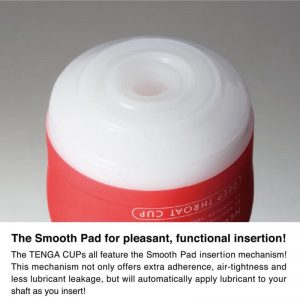 DEEP THROAT CUP
The Smooth Pad for pleasant, functional insertion!
The TENGA CUPs all feature the Smooth Pad insertion mechanism!
This mechanism not only offers extra adherence, air-tightness and
less lubricant leakage, but will automatically apply lubricant to your
shaft as you insert!